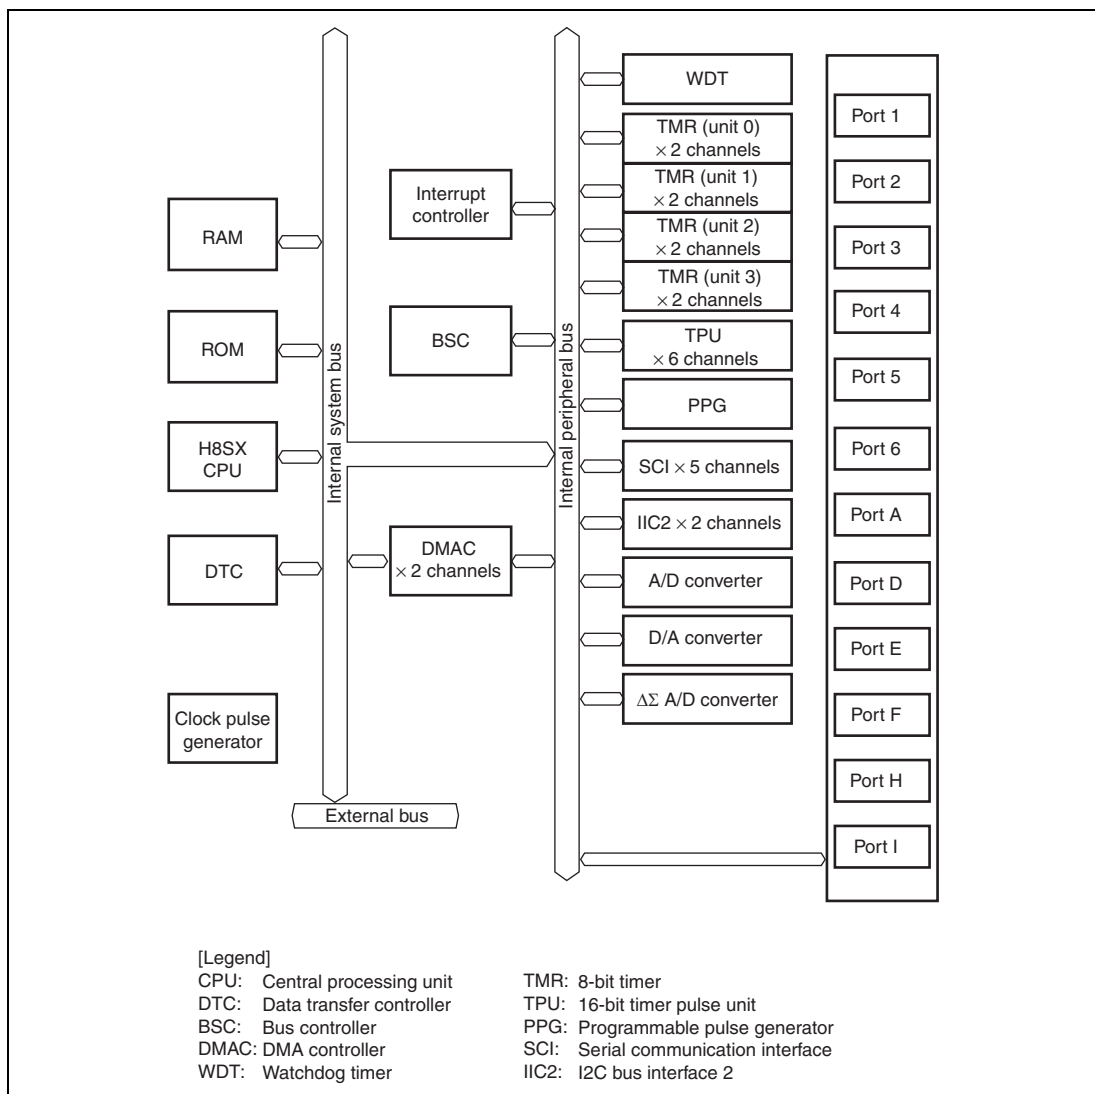 WDT
TMR (unit 0)
× 2 channels
TMR (unit 1)
× 2 channels
TMR (unit 2)
× 2 channels
TMR (unit 3)
× 2 channels
TPU
× 6 channels
PPG
SCI × 5 channels
IIC2 × 2 channels
A/D converter
D/A converter
ΔΣ A/D converter
Interrupt
controller
BSC
DMAC
× 2 channels
RAM
ROM
H8SX
CPU
DTC
Clock pulse
generator
Internal system bus
Internal peripheral bus
External bus
Port 1
Port 2
Port 3
Port 4
Port 5
Port 6
Port A
Port D
Port E
Port F
Port H
Port I
[Legend]
CPU: Central processing unit
DTC: Data transfer controller
BSC: Bus controller
DMAC: DMA controller
WDT: Watchdog timer
TMR: 8-bit timer
TPU: 16-bit timer pulse unit
PPG: Programmable pulse generator
SCI: Serial communication interface
IIC2: I2C bus interface 2